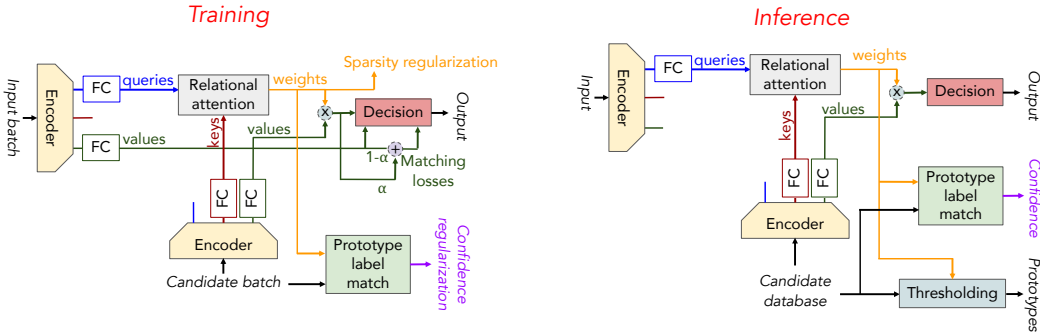 Training
Input batch
Encoder
FC
queries
Relational
attention
weights
Sparsity regularization
FC
values
keys
values
x
Decision
Output
1-α
+
α
Matching
losses
FC
FC
Encoder
Candidate batch
Prototype
label
match
Confidence
regularization
Inference
Input
Encoder
FC
queries
Relational
attention
weights
keys
values
x
Decision
Output
FC
FC
Encoder
Candidate
database
Prototype
label
match
Confidence
Thresholding
Prototypes